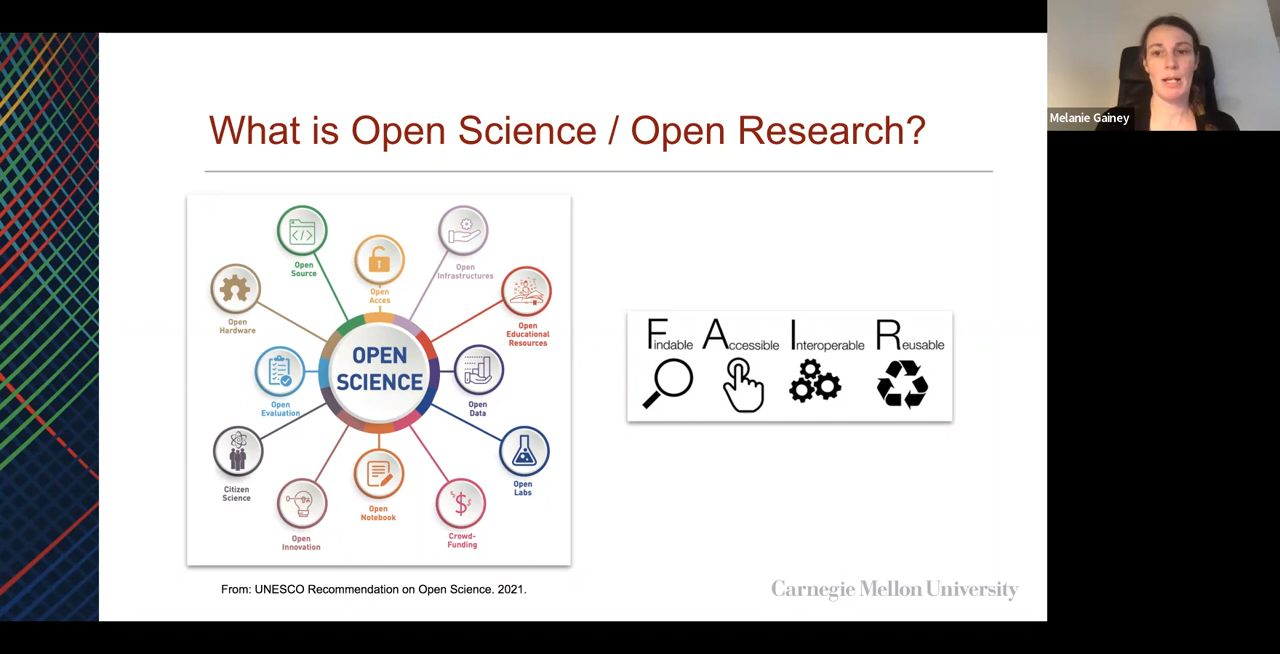 What is Open Science / Open Research?
Melanie Gainey
Open
Source
Open
Acces
Open
Infrastructures
Open
Hardware
Open
Educational
Resources
OPEN
SCIENCE
Open
Evaluation
Open
Data
Citizen
Science
Open
Labs
Open
Innovation
Open
Notebook
Crowd-
Funding
Findable Accessible Interoperable Reusable
From: UNESCO Recommendation on Open Science. 2021.
Carnegie Mellon University